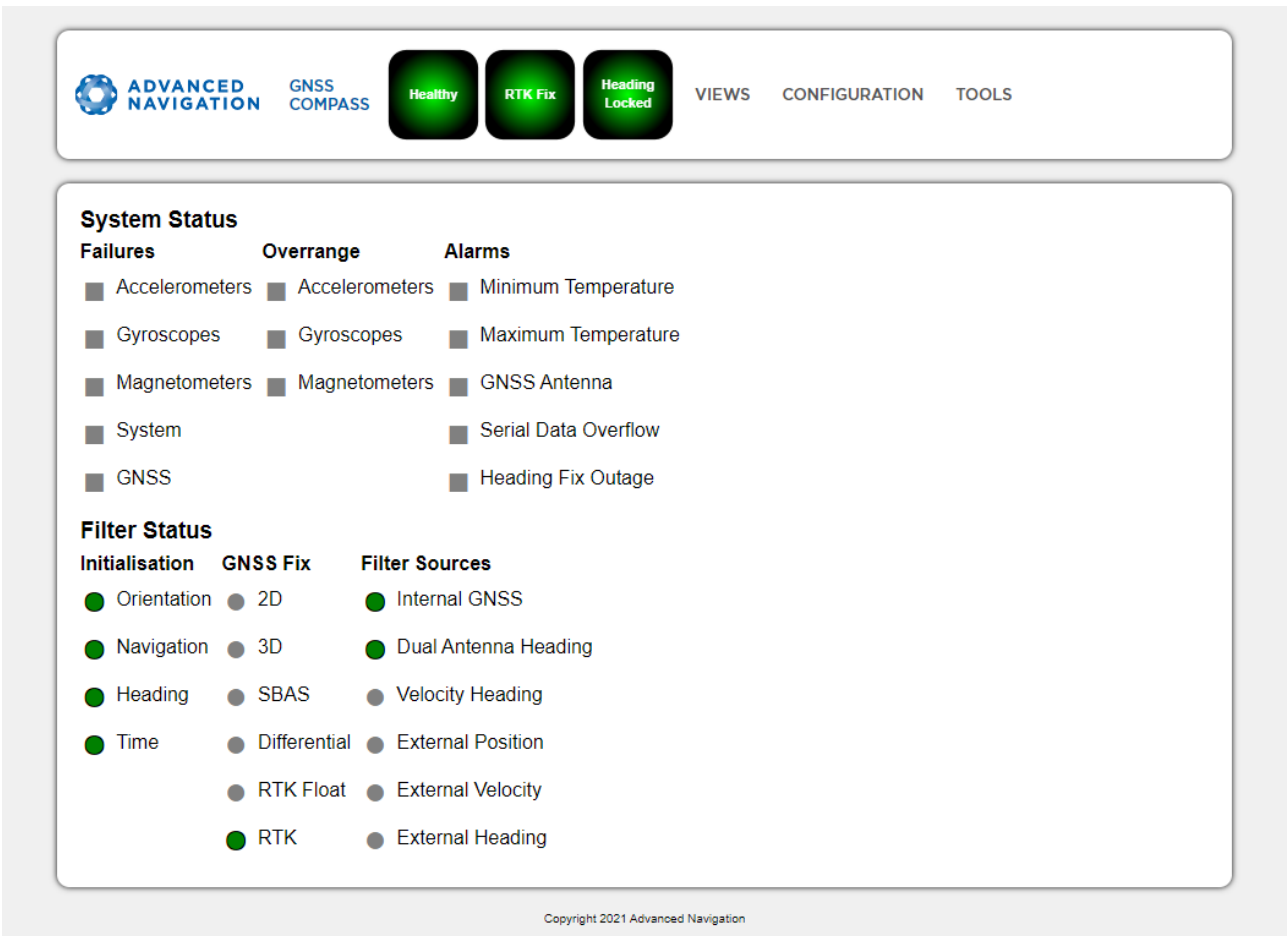 ADVANCED NAVIGATION
GNSS COMPASS
Healthy
RTK Fix
Heading Locked
VIEWS CONFIGURATION TOOLS
System Status
Failures Overrange Alarms
Accelerometers Accelerometers Minimum Temperature
Gyroscopes Gyroscopes Maximum Temperature
Magnetometers Magnetometers GNSS Antenna
System Serial Data Overflow
GNSS Heading Fix Outage
Filter Status
Initialisation GNSS Fix Filter Sources
Orientation 2D Internal GNSS
Navigation 3D Dual Antenna Heading
Heading SBAS Velocity Heading
Time Differential External Position
RTK Float External Velocity
RTK External Heading
Copyright 2021 Advanced Navigation